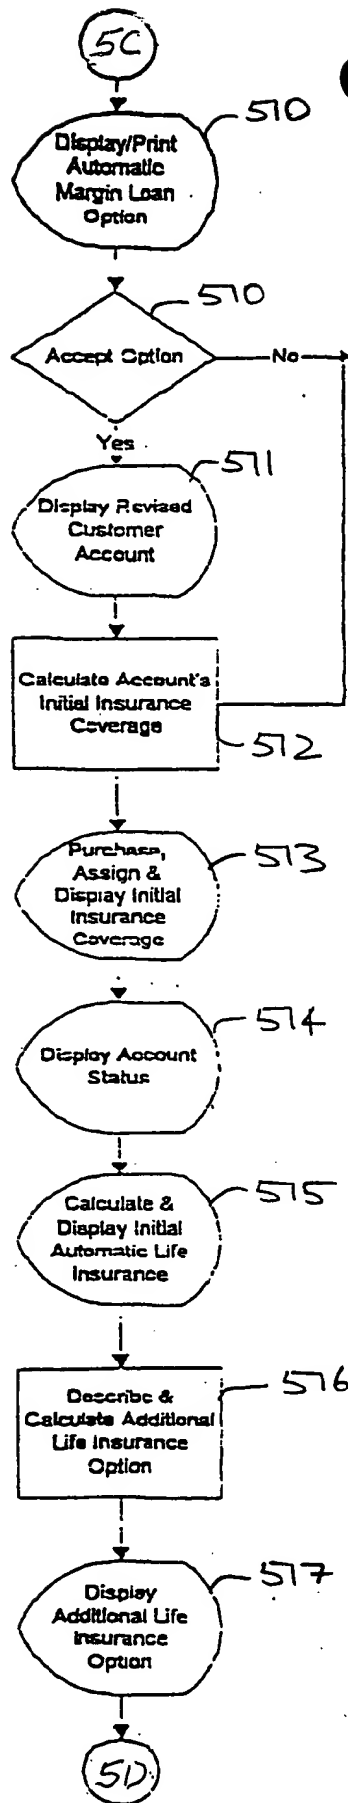 5C
510
Display/Print
Automatic
Margin Loan
Option
510
Accept Option
No
Yes
511
Display Revised
Customer
Account
Calculate Account's
Initial Insurance
Coverage
512
Purchase,
Assign &
Display Initial
Insurance
Coverage
513
Display Account
Status
514
Calculate &
Display Initial
Automatic Life
Insurance
515
Describe &
Calculate Additional
Life Insurance
Option
516
Display
Additional Life
Insurance
Option
517
5D